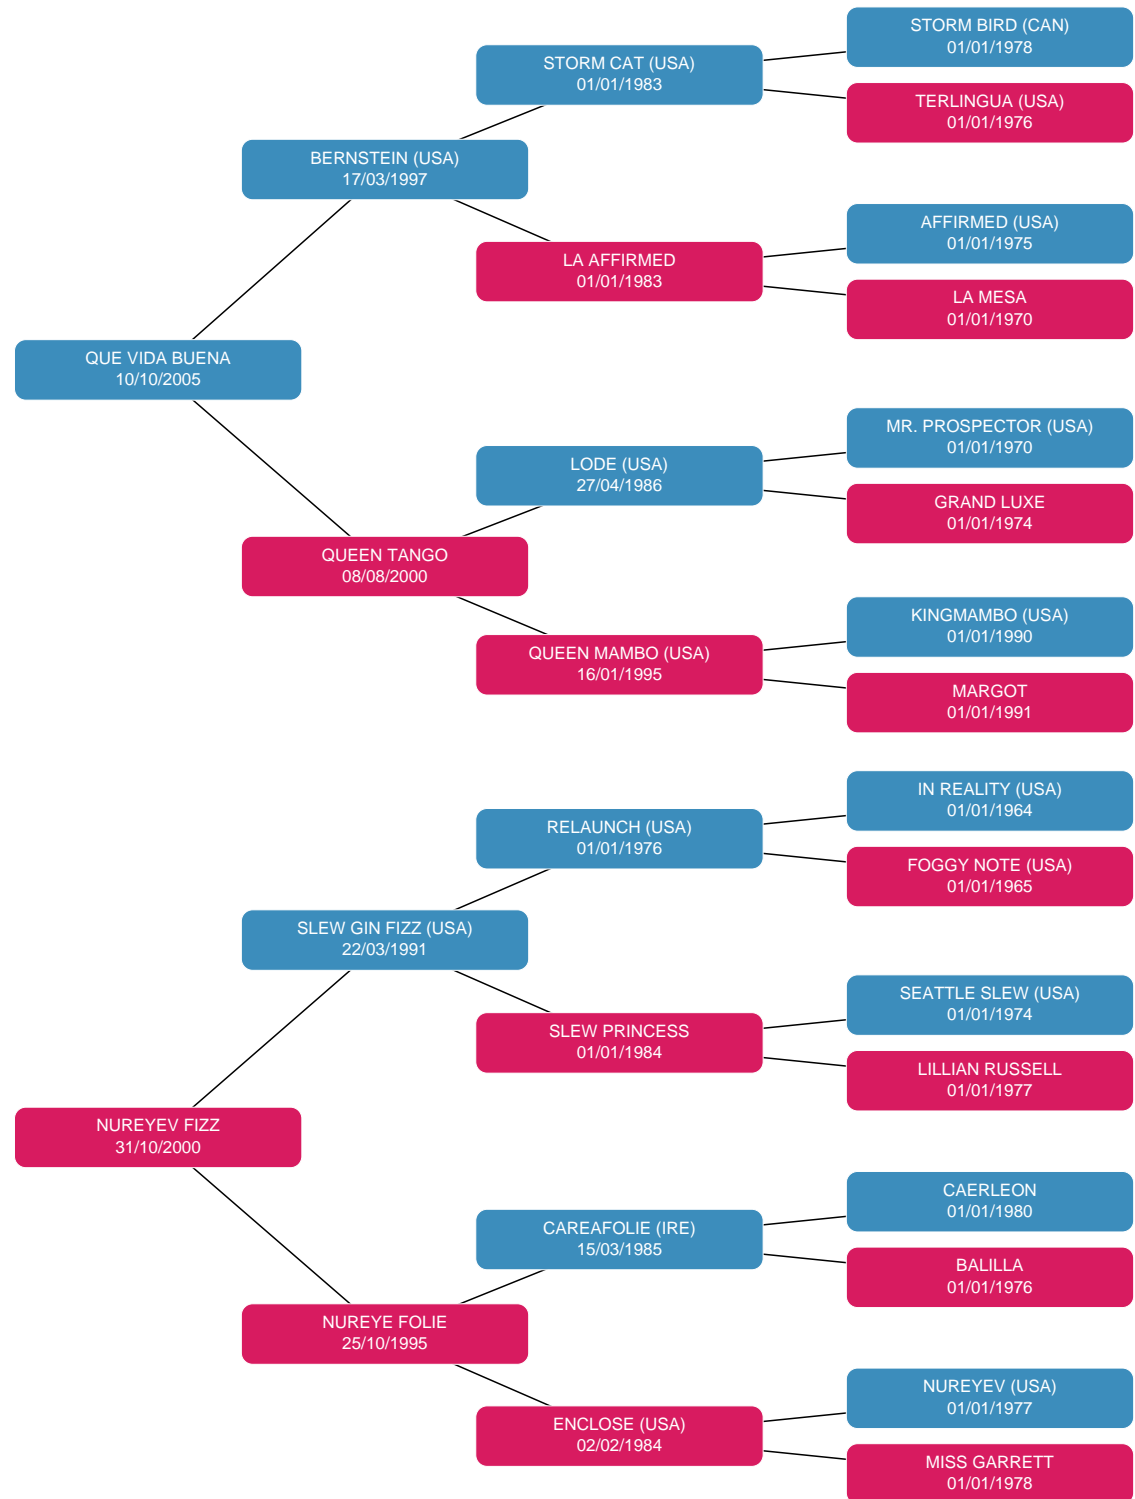 STORM BIRD (CAN)
01/01/1978
STORM CAT (USA)
01/01/1983
TERLINGUA (USA)
01/01/1976
BERNSTEIN (USA)
17/03/1997
AFFIRMED (USA)
01/01/1975
LA AFFIRMED
01/01/1983
LA MESA
01/01/1970
QUE VIDA BUENA
10/10/2005
MR. PROSPECTOR (USA)
01/01/1970
LODE (USA)
27/04/1986
GRAND LUXE
01/01/1974
QUEEN TANGO
08/08/2000
KINGMAMBO (USA)
01/01/1990
QUEEN MAMBO (USA)
16/01/1995
MARGOT
01/01/1991
IN REALITY (USA)
01/01/1964
RELAUNCH (USA)
01/01/1976
FOGGY NOTE (USA)
01/01/1965
SLEW GIN FIZZ (USA)
22/03/1991
SEATTLE SLEW (USA)
01/01/1974
SLEW PRINCESS
01/01/1984
LILLIAN RUSSELL
01/01/1977
NUREYEV FIZZ
31/10/2000
CAERLEON
01/01/1980
CAREAFOLIE (IRE)
15/03/1985
BALILLA
01/01/1976
NUREYE FOLIE
25/10/1995
NUREYEV (USA)
01/01/1977
ENCLOSE (USA)
02/02/1984
MISS GARRETT
01/01/1978